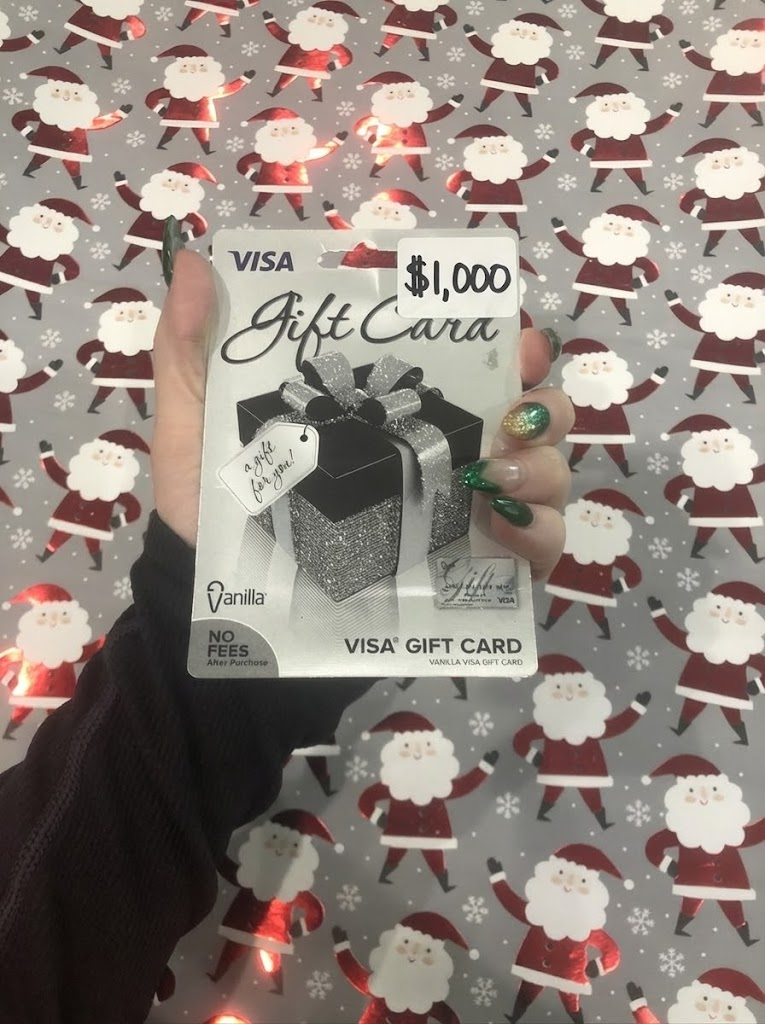 VISA
$1,000
Gift Card
a gift
for you!
Vanilla®
NO
FEES
After Purchase
VISA
VISA® GIFT CARD
VANILLA VISA GIFT CARD